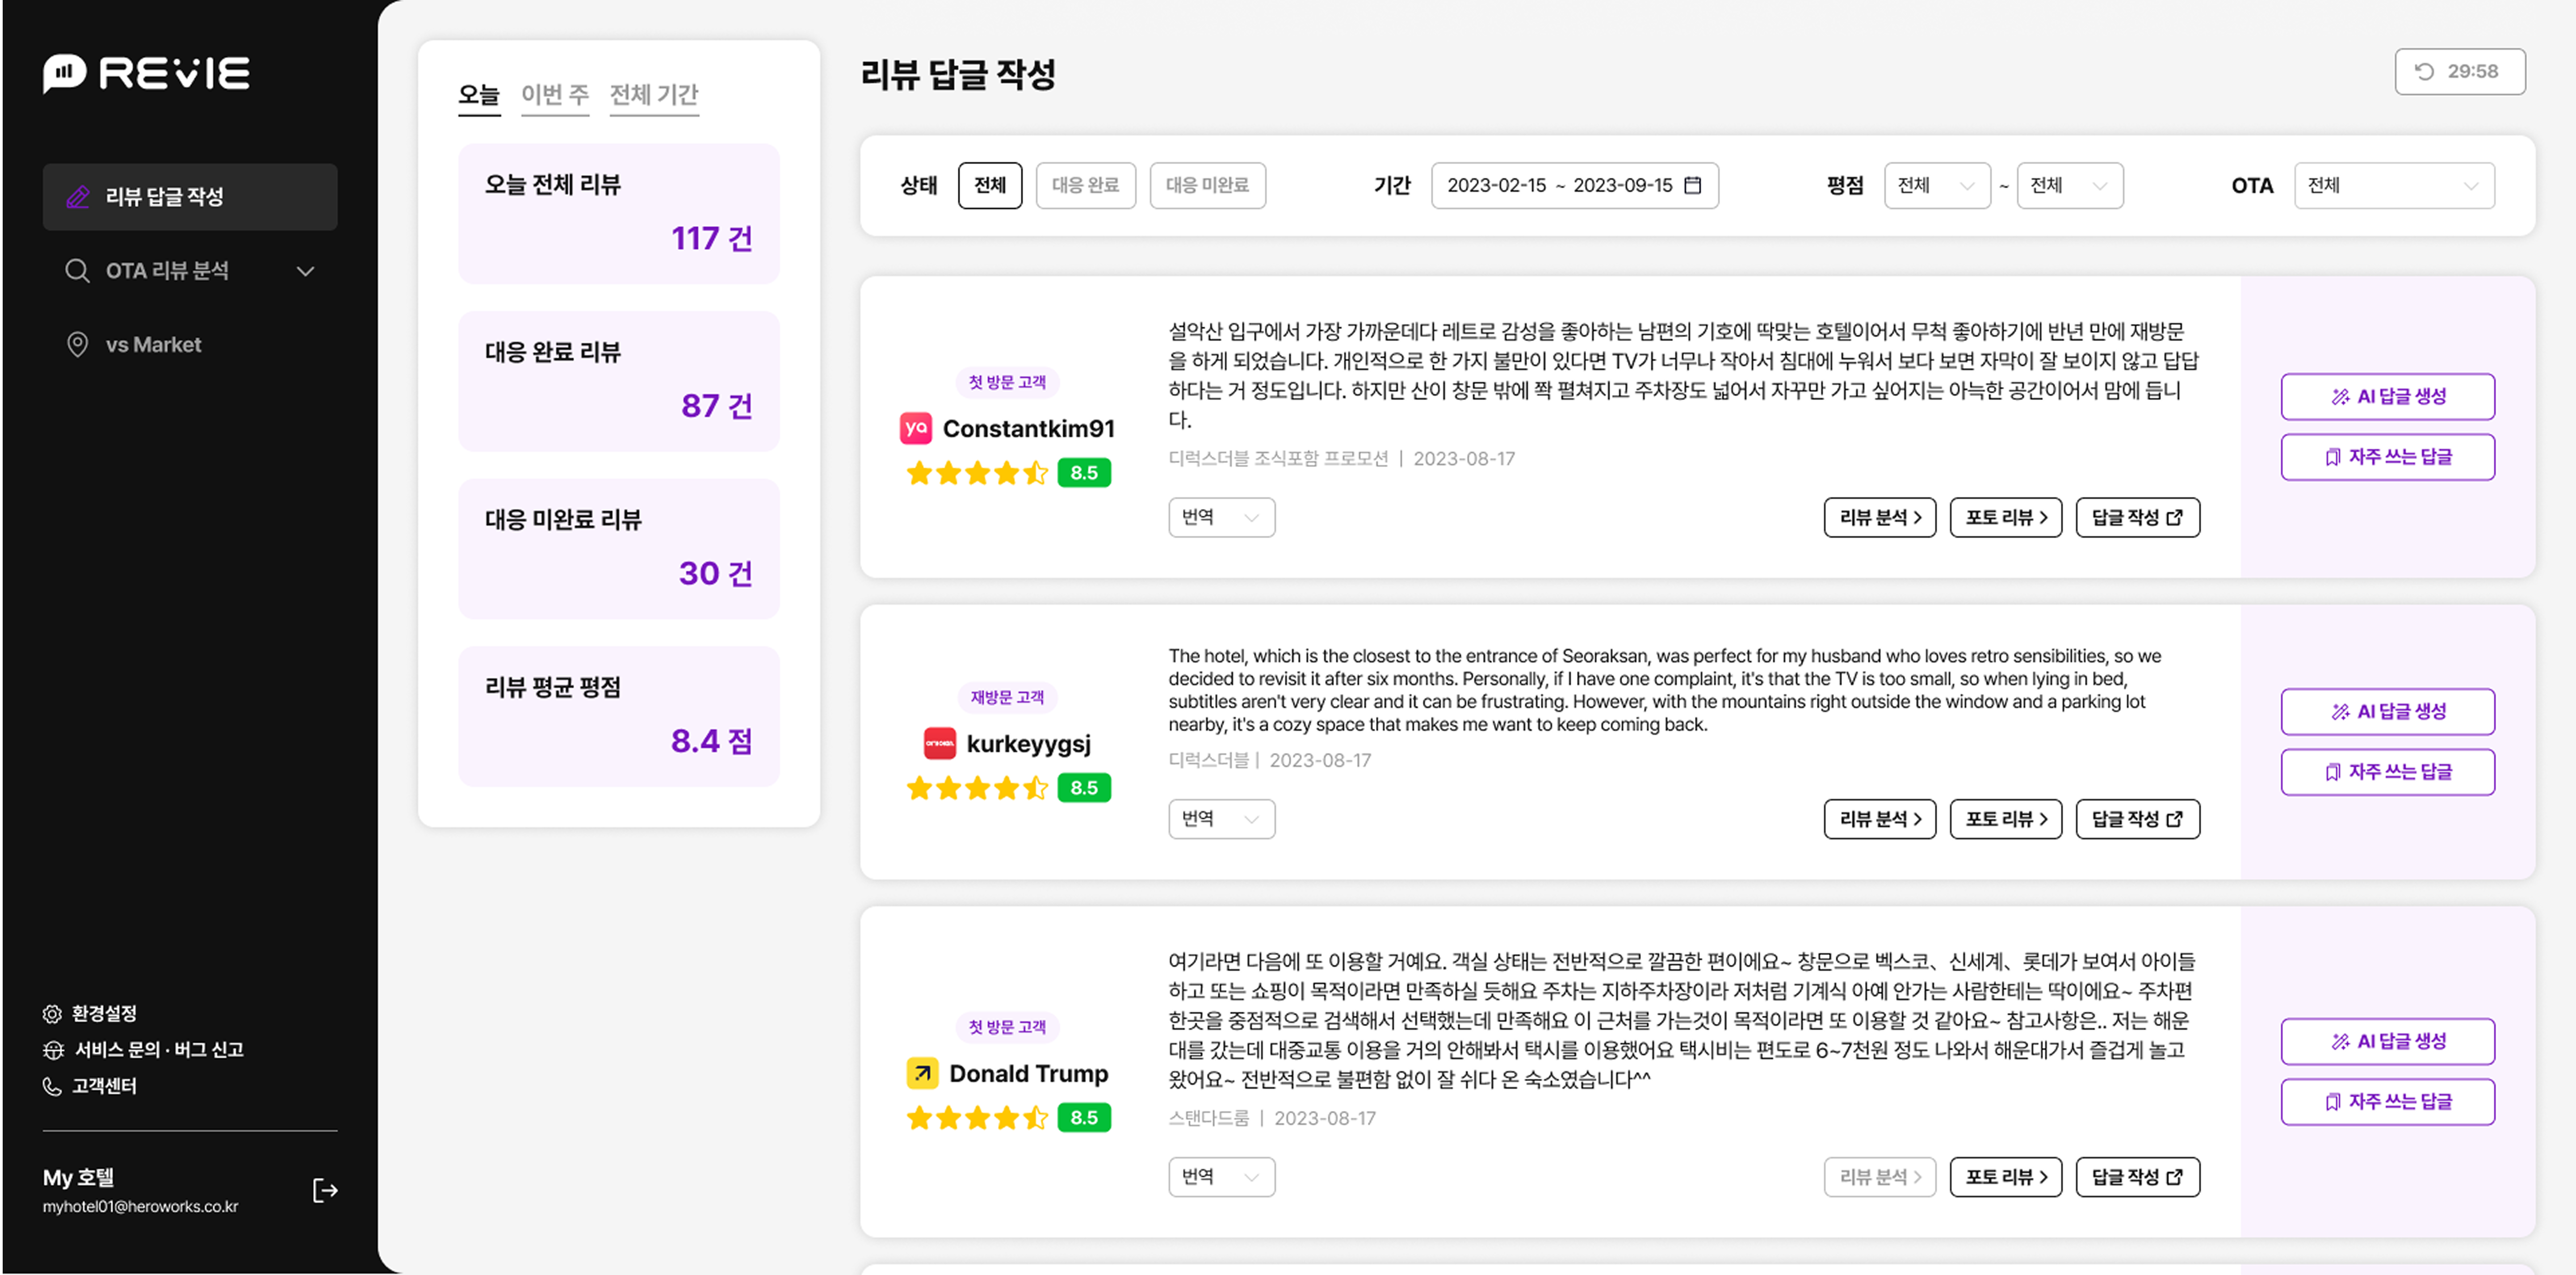 REVIE
리뷰 답글 작성
OTA 리뷰 분석
vs Market
환경설정
서비스 문의 · 버그 신고
고객센터
My 호텔
myhotel01@heroworks.co.kr
오늘 이번 주 전체 기간
오늘 전체 리뷰
117 건
대응 완료 리뷰
87 건
대응 미완료 리뷰
30 건
리뷰 평균 평점
8.4 점
리뷰 답글 작성
29:58
상태 전체 대응 완료 대응 미완료 기간 2023-02-15 ~ 2023-09-15 평점 전체 ~ 전체 OTA 전체
첫 방문 고객
ya Constantkim91
8.5
설악산 입구에서 가장 가까운데다 레트로 감성을 좋아하는 남편의 기호에 딱맞는 호텔이어서 무척 좋아하기에 반년 만에 재방문
을 하게 되었습니다. 개인적으로 한 가지 불만이 있다면 TV가 너무나 작아서 침대에 누워서 보다 보면 자막이 잘 보이지 않고 답답
하다는 거 정도입니다. 하지만 산이 창문 밖에 쫙 펼쳐지고 주차장도 넓어서 자꾸만 가고 싶어지는 아늑한 공간이어서 맘에 듭니
다.
디럭스더블 조식포함 프로모션 | 2023-08-17
번역 리뷰 분석 > 포토 리뷰 > 답글 작성
AI 답글 생성
자주 쓰는 답글
재방문 고객
kurkeyygsj
8.5
The hotel, which is the closest to the entrance of Seoraksan, was perfect for my husband who loves retro sensibilities, so we
decided to revisit it after six months. Personally, if I have one complaint, it's that the TV is too small, so when lying in bed,
subtitles aren't very clear and it can be frustrating. However, with the mountains right outside the window and a parking lot
nearby, it's a cozy space that makes me want to keep coming back.
디럭스더블 | 2023-08-17
번역 리뷰 분석 > 포토 리뷰 > 답글 작성
AI 답글 생성
자주 쓰는 답글
첫 방문 고객
Donald Trump
8.5
여기라면 다음에 또 이용할 거예요. 객실 상태는 전반적으로 깔끔한 편이에요~ 창문으로 벡스코、신세계、롯데가 보여서 아이들
하고 또는 쇼핑이 목적이라면 만족하실 듯해요 주차는 지하주차장이라 저처럼 기계식 아예 안가는 사람한테는 딱이에요~ 주차편
한곳을 중점적으로 검색해서 선택했는데 만족해요 이 근처를 가는것이 목적이라면 또 이용할 것 같아요~ 참고사항은.. 저는 해운
대를 갔는데 대중교통 이용을 거의 안해봐서 택시를 이용했어요 택시비는 편도로 6~7천원 정도 나와서 해운대가서 즐겁게 놀고
왔어요~ 전반적으로 불편함 없이 잘 쉬다 온 숙소였습니다^^
스탠다드룸 | 2023-08-17
번역 리뷰 분석 > 포토 리뷰 > 답글 작성
AI 답글 생성
자주 쓰는 답글